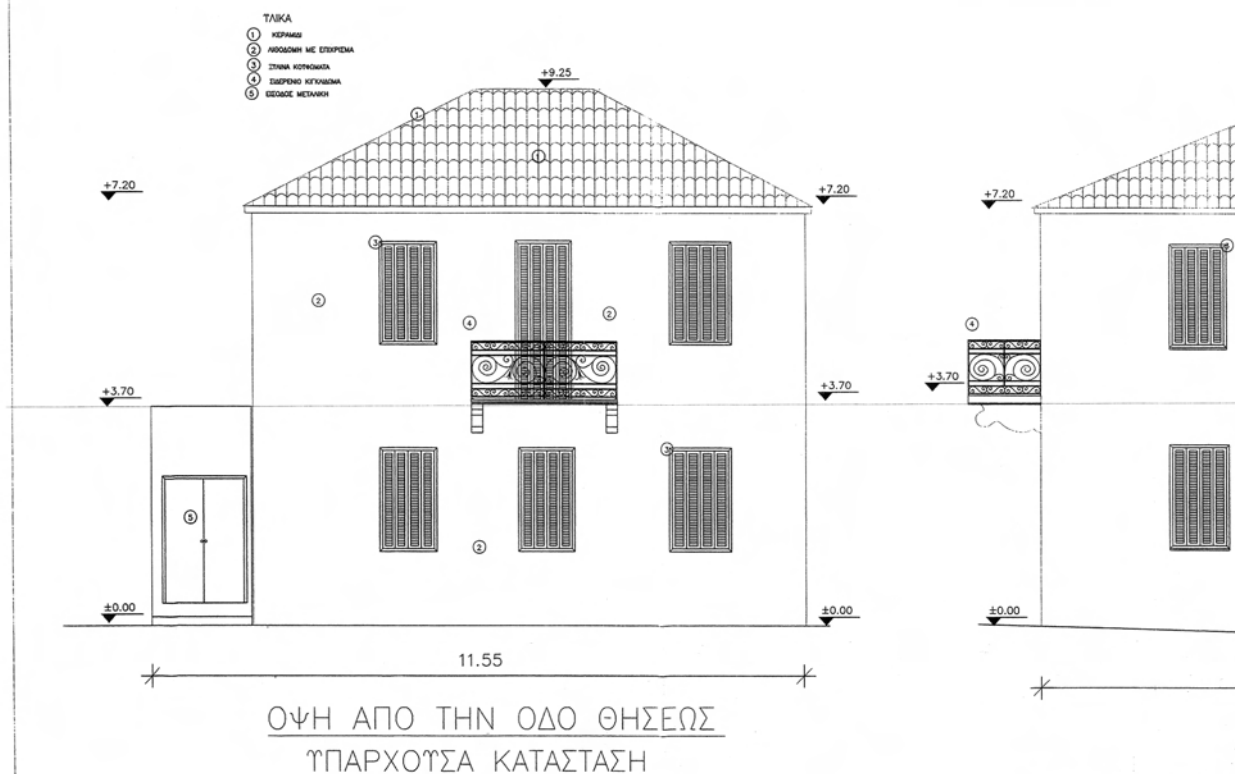 ΥΛΙΚΑ
1 ΚΕΡΑΜΙΔΙ
2 ΛΙΘΟΔΟΜΗ ΜΕ ΕΠΙΧΡΙΣΜΑ
3 ΞΥΛΙΝΑ ΚΟΥΦΩΜΑΤΑ
4 ΣΙΔΕΡΕΝΙΟ ΚΙΓΚΛΙΔΩΜΑ
5 ΕΙΣΟΔΟΣ ΜΕΤΑΛΙΚΗ
+9.25
1
1
+7.20
+7.20
+7.20
3
3
2
4
2
4
+3.70
+3.70
+3.70
3
5
2
±0.00
±0.00
±0.00
11.55
ΟΨΗ ΑΠΟ ΤΗΝ ΟΔΟ ΘΗΣΕΩΣ
ΥΠΑΡΧΟΥΣΑ ΚΑΤΑΣΤΑΣΗ